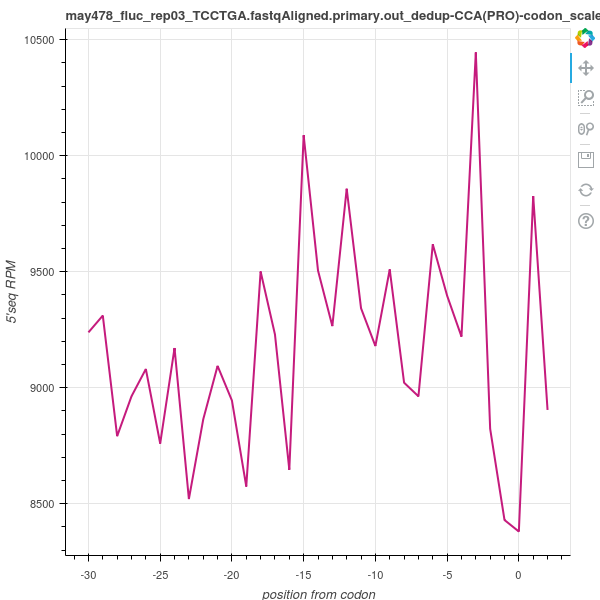 may478_fluc_rep03_TCCTGA.fastqAligned.primary.out_dedup-CCA(PRO)-codon_scale
10500
10000
9500
9000
8500
5'seq RPM
-30 -25 -20 -15 -10 -5 0
position from codon